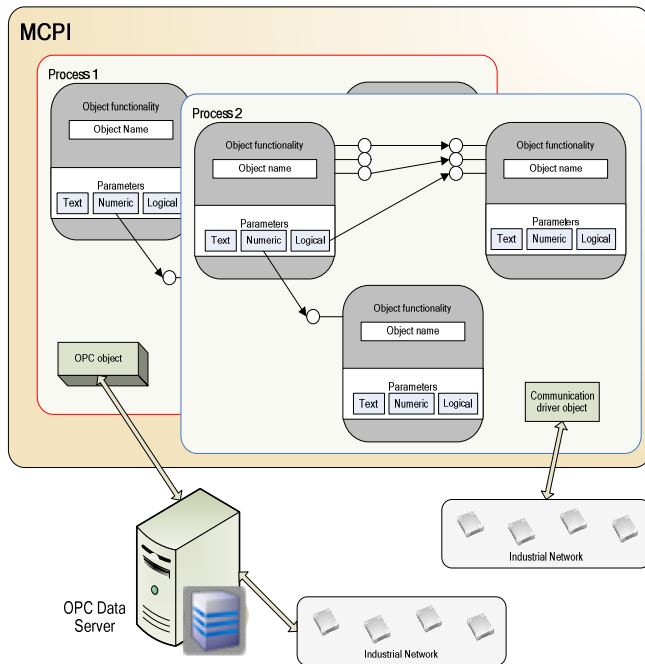 MCPI
Process 1
Object functionality
Object Name
Parameters
Text Numeric Logical
OPC object
Process 2
Object functionality
Object name
Parameters
Text Numeric Logical
Object functionality
Object name
Parameters
Text Numeric Logical
Object functionality
Object name
Parameters
Text Numeric Logical
Communication
driver object
Industrial Network
OPC Data
Server
Industrial Network